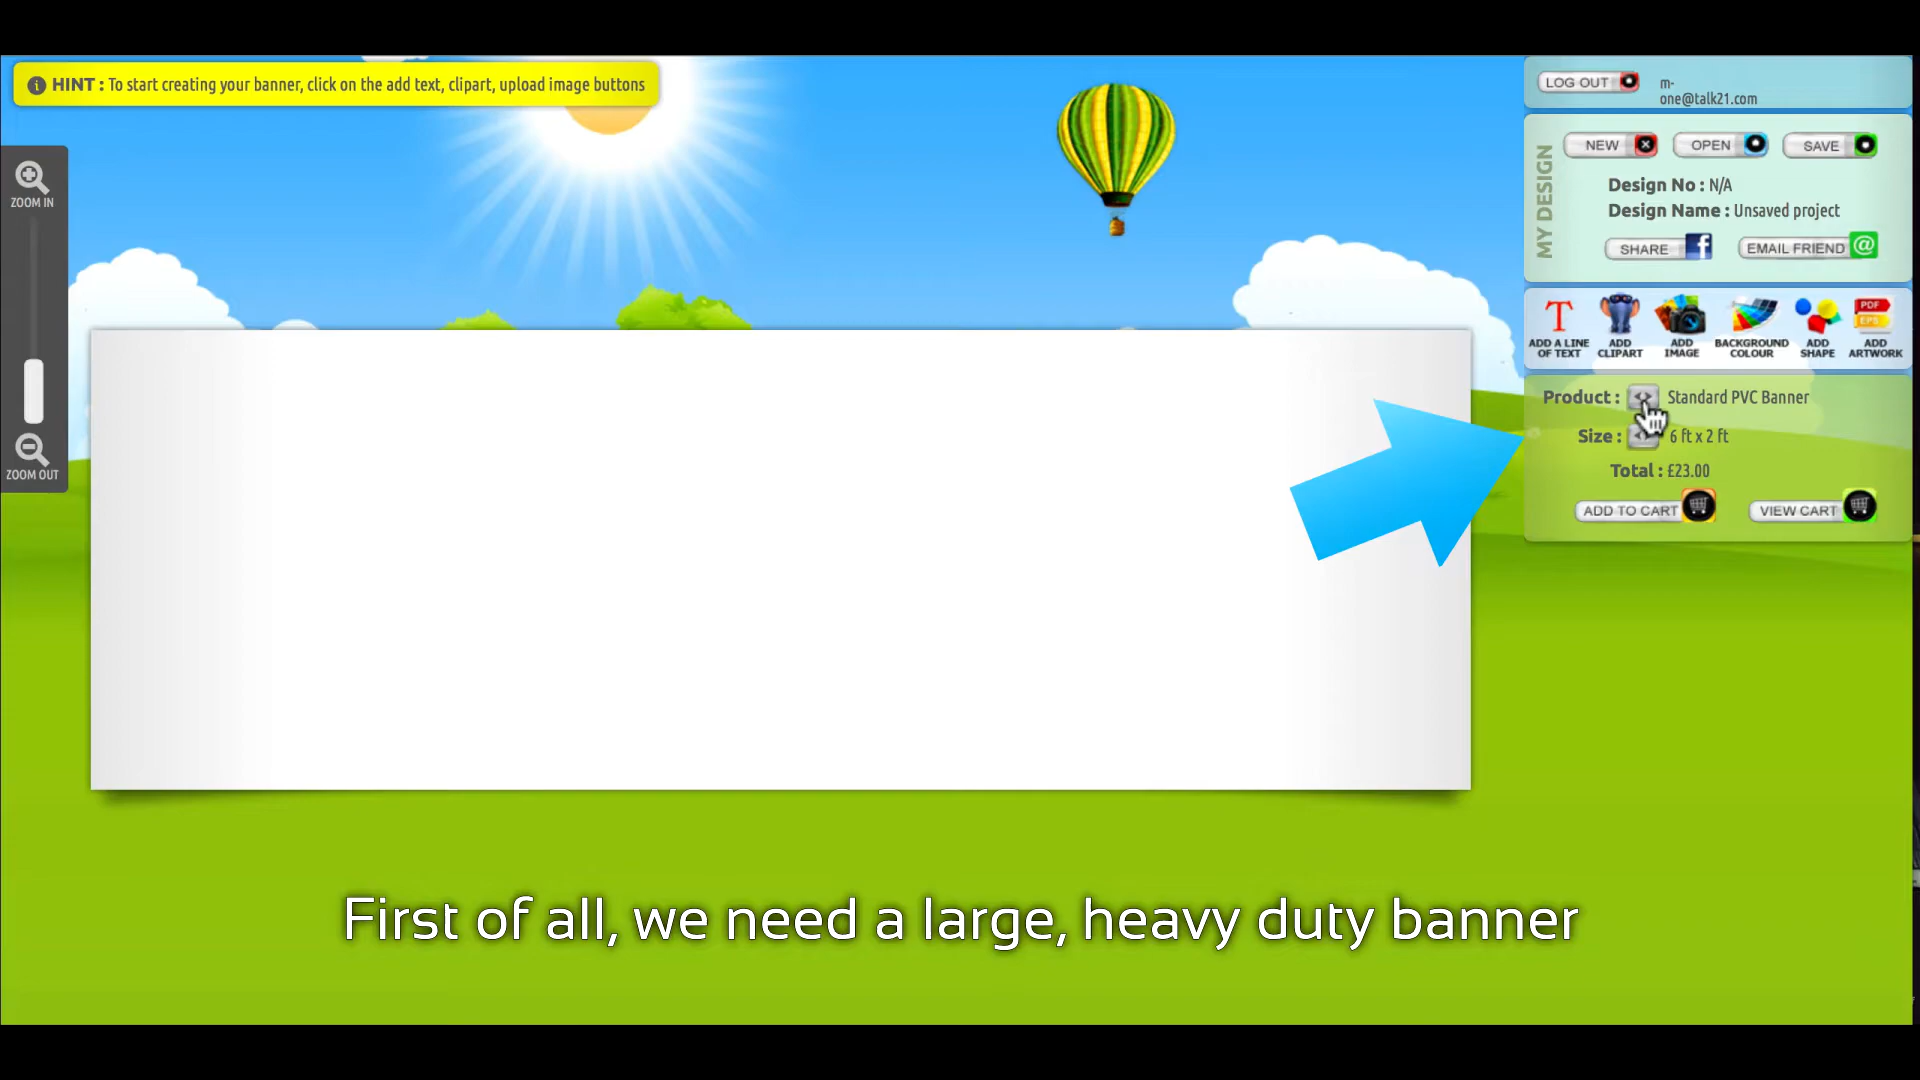 HINT : To start creating your banner, click on the add text, clipart, upload image buttons
ZOOM IN
ZOOM OUT
LOG OUT
m-
one@talk21.com
MY DESIGN
NEW
OPEN
SAVE
Design No : N/A
Design Name : Unsaved project
SHARE f
EMAIL FRIEND @
T
PDF
EPS
ADD A LINE
OF TEXT
ADD
CLIPART
ADD
IMAGE
BACKGROUND
COLOUR
ADD
SHAPE
ADD
ARTWORK
Product : Standard PVC Banner
Size : 6 ft x 2 ft
Total : £23.00
ADD TO CART
VIEW CART
First of all, we need a large, heavy duty banner